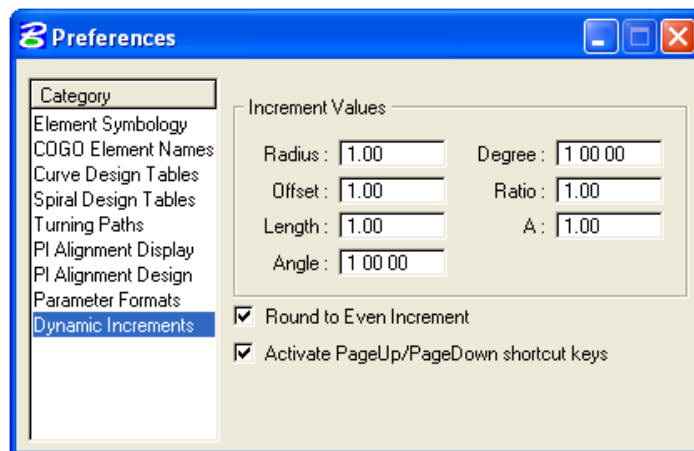 Preferences
Category
Element Symbology
COGO Element Names
Curve Design Tables
Spiral Design Tables
Turning Paths
PI Alignment Display
PI Alignment Design
Parameter Formats
Dynamic Increments
Increment Values
Radius : 1.00 Degree : 1 00 00
Offset : 1.00 Ratio : 1.00
Length : 1.00 A : 1.00
Angle : 1 00 00
Round to Even Increment
Activate PageUp/PageDown shortcut keys